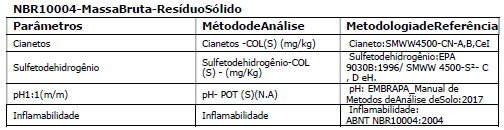 NBR10004-MassaBruta-ResíduoSólido
Parâmetros MétododeAnálise MetodologiadeReferência
Cianetos Cianetos -COL(S) (mg/kg) Cianeto:SMWW4500-CN-A,B,CeI
Sulfetodehidrogênio Sulfetodehidrogênio-COL (S) - (mg/Kg) Sulfetodehidrogênio:EPA 9030B:1996/ SMWW 4500-S²- C , D eH.
pH1:1(m/m) pH- POT (S)(N.A) pH: EMBRAPA_Manual de Metodos deAnálise deSolo:2017
Inflamabilidade Inflamabilidade Inflamabilidade: ABNT NBR10004:2004